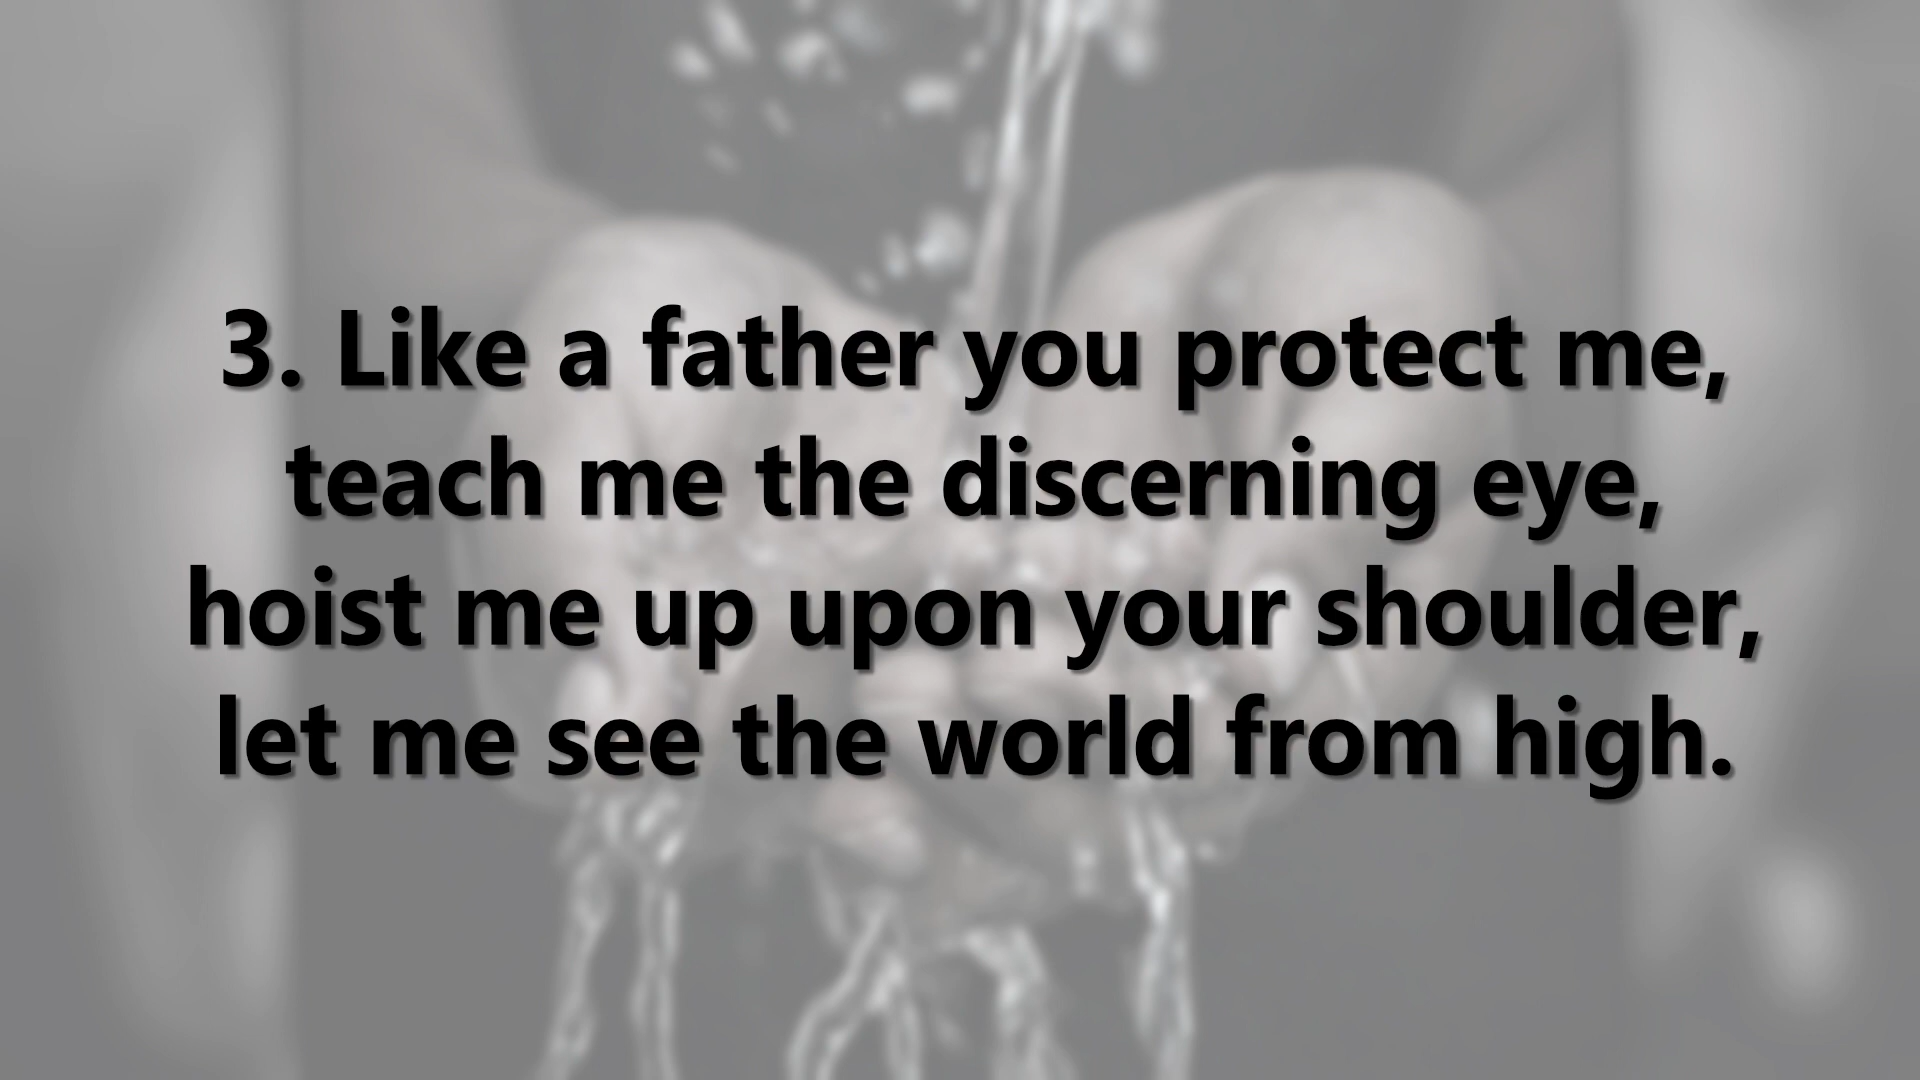 3. Like a father you protect me,
teach me the discerning eye,
hoist me up upon your shoulder,
let me see the world from high.